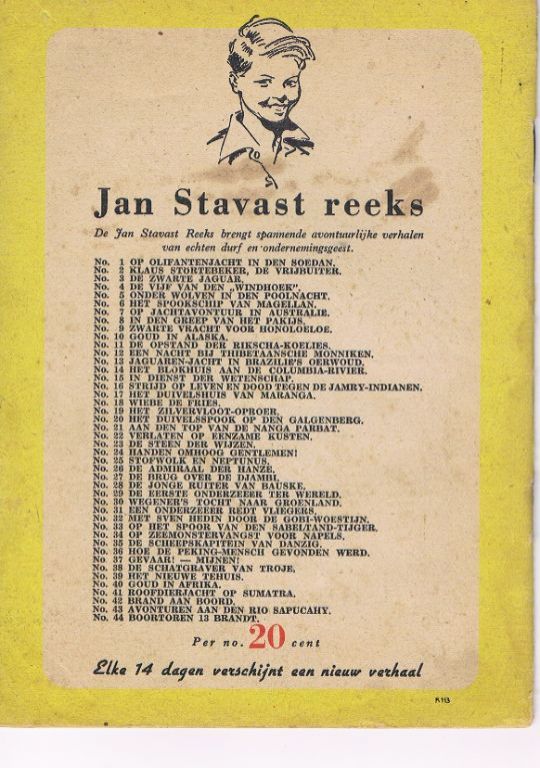 Jan Stavast reeks
De Jan Stavast Reeks brengt spannende avontuurlijke verhalen
van echten durf en ondernemingsgeest.
No. 1 OP OLIFANTENJACHT IN DEN SOEDAN.
No. 2 KLAUS STORTEBEKER, DE VRIJBUITER.
No. 3 DE ZWARTE JAGUAR.
No. 4 DE VIJF VAN DEN „WINDHOEK".
No. 5 ONDER WOLVEN IN DEN POOLNACHT.
No. 6 HET SPOOKSCHIP VAN MAGELLAN.
No. 7 OP JACHTAVONTUUR IN AUSTRALIE.
No. 8 IN DEN GREEP VAN HET PAKIJS.
No. 9 ZWARTE VRACHT VOOR HONOLOELOE.
No. 10 GOUD IN ALASKA.
No. 11 DE OPSTAND DER RIKSCHA-KOELIES.
No. 12 EEN NACHT BIJ THIBETAANSCHE MONNIKEN.
No. 13 JAGUAREN-JACHT IN BRAZILIE'S OERWOUD.
No. 14 HET BLOKHUIS AAN DE COLUMBIA-RIVIER.
No. 15 IN DIENST DER WETENSCHAP.
No. 16 STRIJD OP LEVEN EN DOOD TEGEN DE JAMRY-INDIANEN.
No. 17 HET DUIVELSHUIS VAN MARANGA.
No. 18 WIEBE DE FRIES.
No. 19 HET ZILVERVLOOT-OPROER.
No. 20 HET DUIVELSSPOOK OP DEN GALGENBERG.
No. 21 AAN DEN TOP VAN DE NANGA PARBAT.
No. 22 VERLATEN OP EENZAME KUSTEN.
No. 23 DE STEEN DER WIJZEN.
No. 24 HANDEN OMHOOG GENTLEMEN!
No. 25 STOFWOLK EN NEPTUNUS.
No. 26 DE ADMIRAAL DER HANZE.
No. 27 DE BRUG OVER DE DJAMBI.
No. 28 DE JONGE RUITER VAN BAUSKE.
No. 29 DE EERSTE ONDERZEEER TER WERELD.
No. 30 WEGENER'S TOCHT NAAR GROENLAND.
No. 31 EEN ONDERZEEER REDT VLIEGERS.
No. 32 MET SVEN HEDIN DOOR DE GOBI-WOESTIJN.
No. 33 OP HET SPOOR VAN DEN SABELTAND-TIJGER.
No. 34 OP ZEEMONSTERVANGST VOOR NAPELS.
No. 35 DE SCHEEPSKAPITEIN VAN DANZIG.
No. 36 HOE DE PEKING-MENSCH GEVONDEN WERD.
No. 37 GEVAAR! — MIJNEN!
No. 38 DE SCHATGRAVER VAN TROJE.
No. 39 HET NIEUWE TEHUIS.
No. 40 GOUD IN AFRIKA.
No. 41 ROOFDIERJACHT OP SUMATRA.
No. 42 BRAND AAN BOORD.
No. 43 AVONTUREN AAN DEN RIO SAPUCAHY.
No. 44 BOORTOREN 13 BRANDT.
Per no. 20 cent
Elke 14 dagen verschijnt een nieuw verhaal